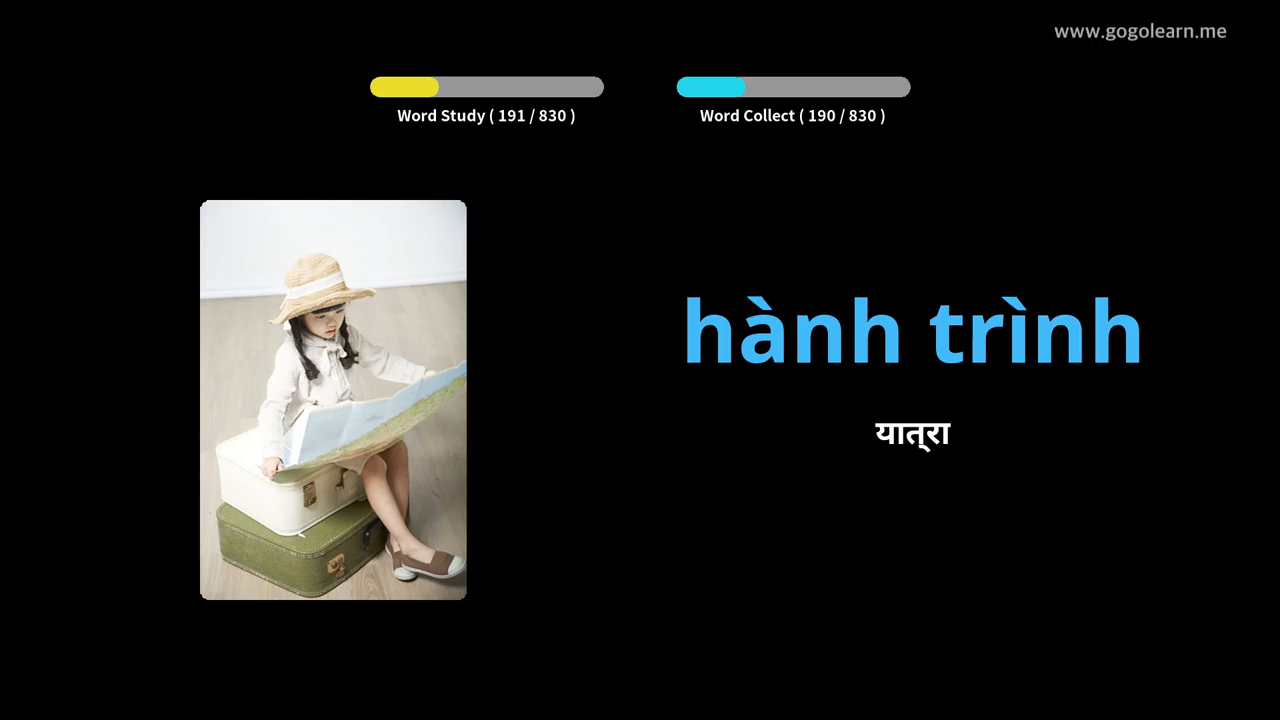 www.gogolearn.me
Word Study ( 191 / 830 )
Word Collect ( 190 / 830 )
hành trình
यात्रा